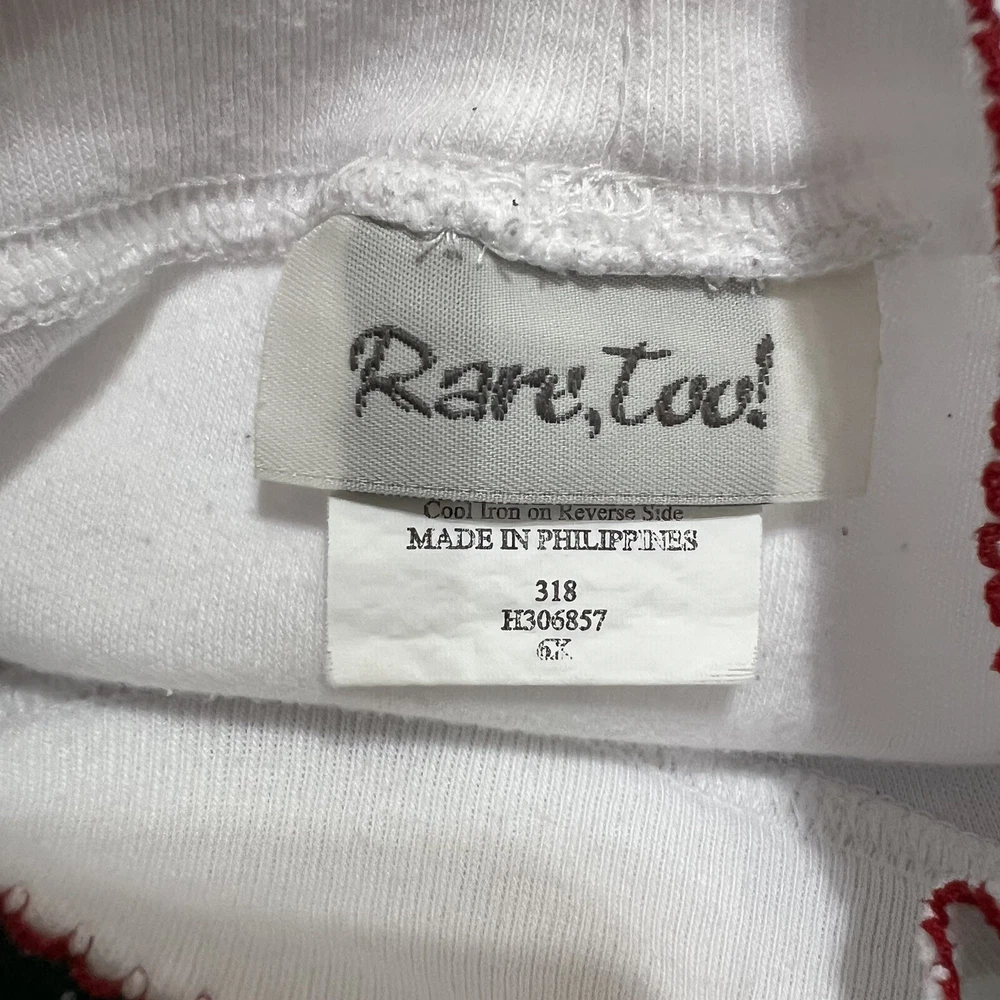 Rare,Too!
Cool Iron on Reverse Side
MADE IN PHILIPPINES
318
H306857
6X